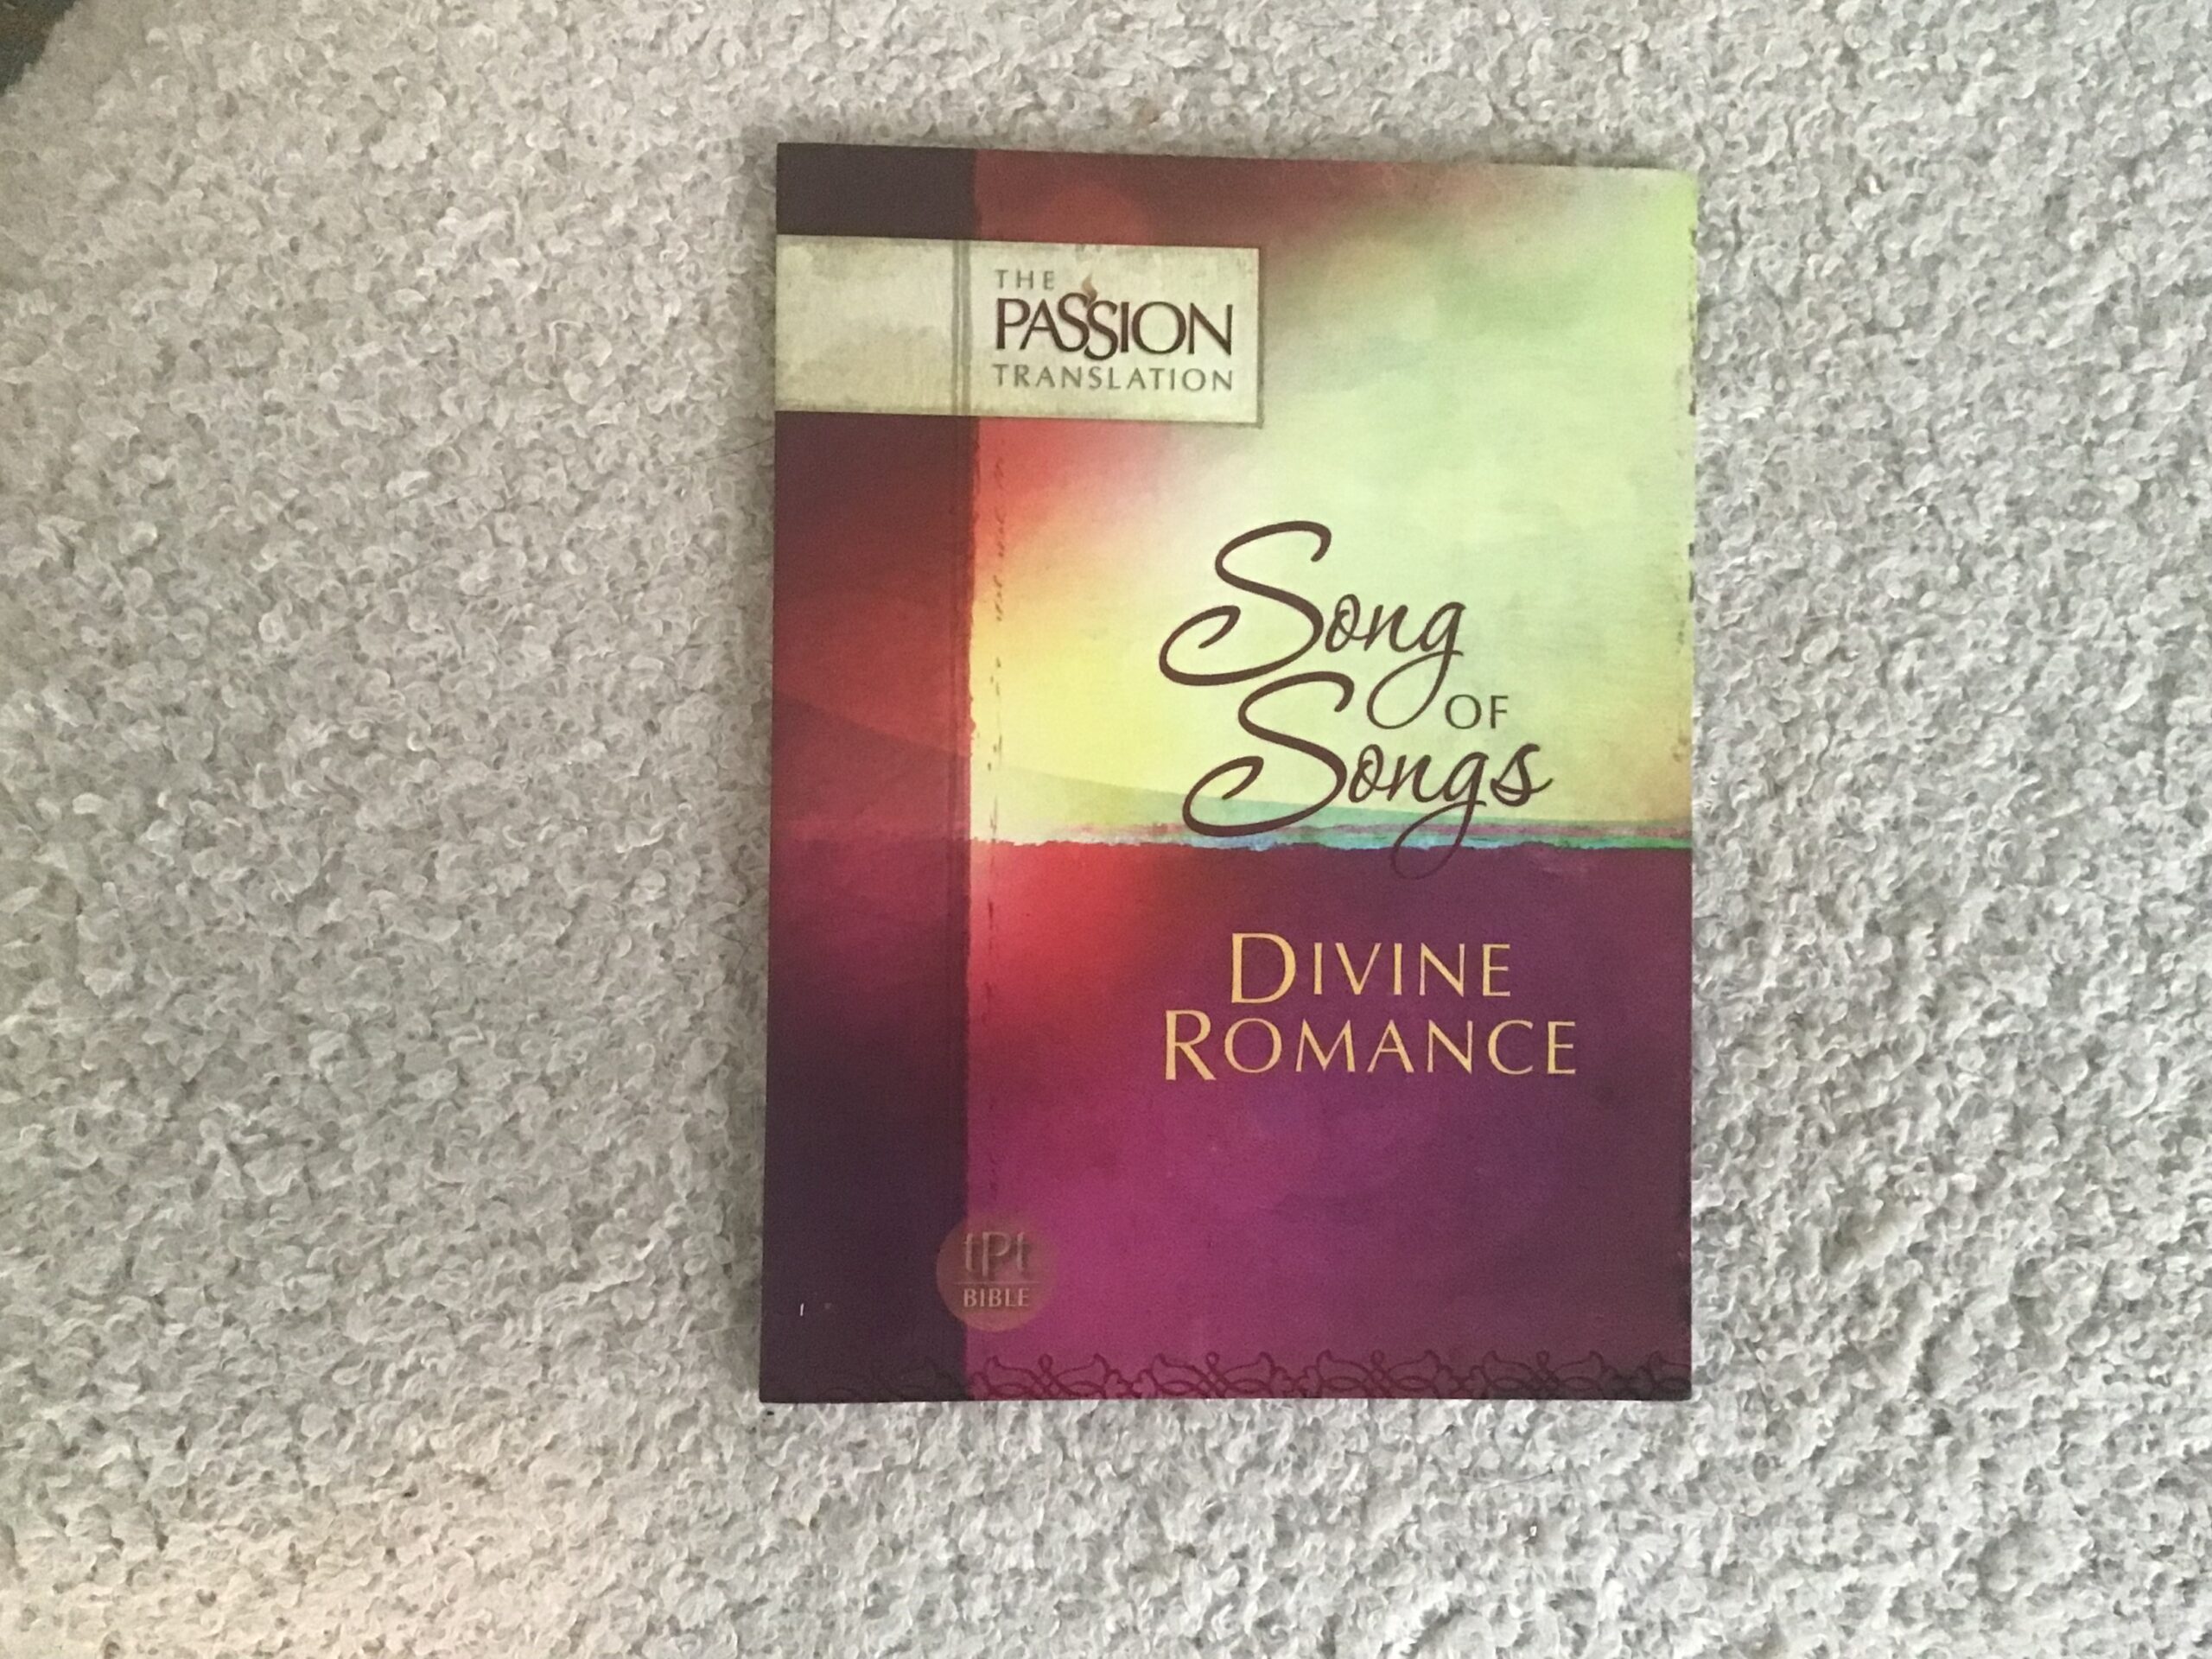 THE
PASSION
TRANSLATION
Song
OF
Songs
DIVINE
ROMANCE
tPt
BIBLE